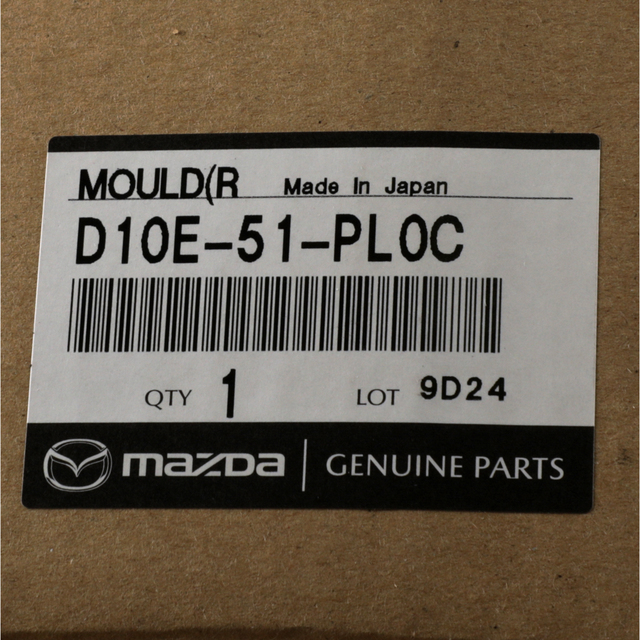 MOULD(R Made In Japan
D10E-51-PL0C
QTY 1 LOT 9D24
mazda | GENUINE PARTS